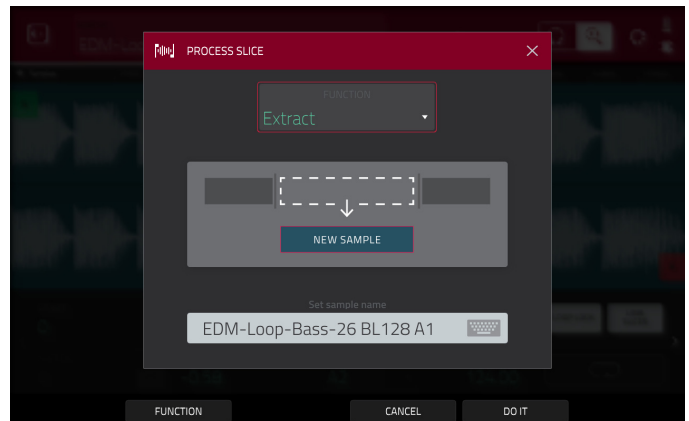 PROCESS SLICE
FUNCTION
Extract
NEW SAMPLE
Set sample name
EDM-Loop-Bass-26 BL128 A1
FUNCTION
CANCEL
DO IT